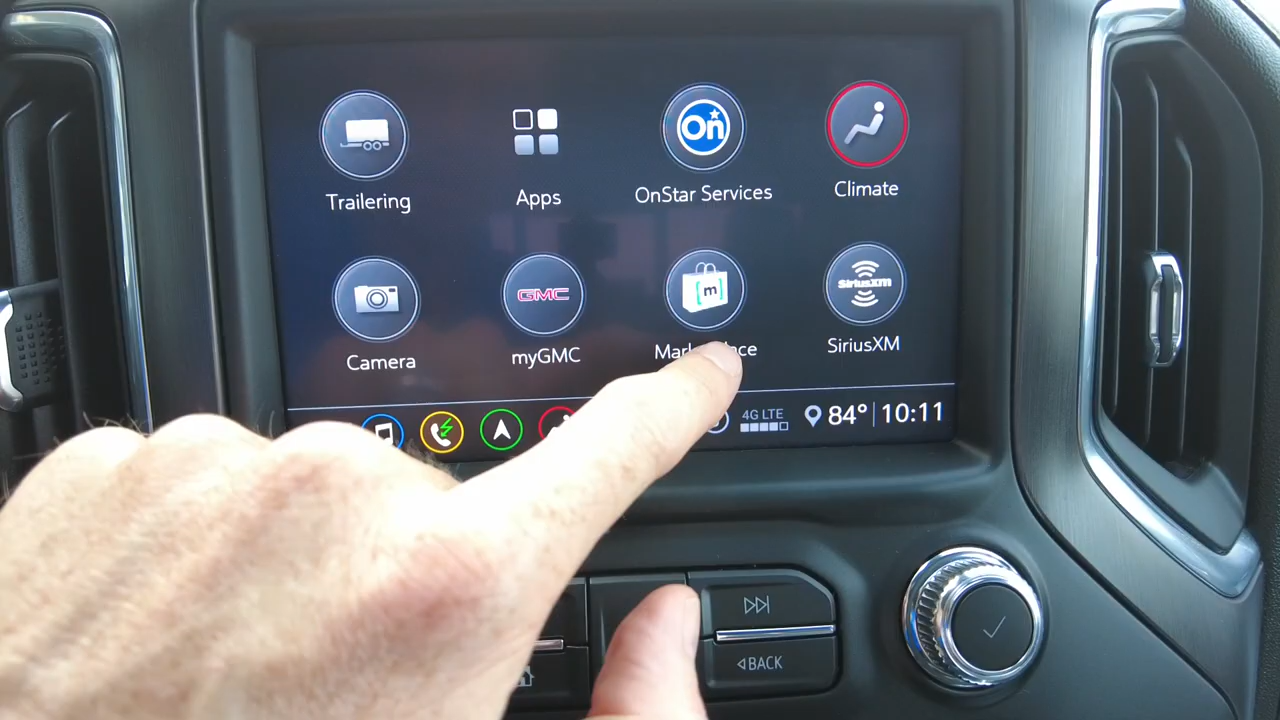 Trailering
Apps
On
OnStar Services
Climate
Camera
GMC
myGMC
[m]
SiriusXM
SiriusXM
4G LTE
84° 10:11
BACK